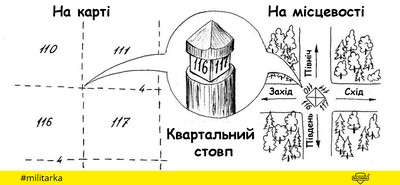 На карті
На місцевості
110
111
4
116
117
4
116 117
Квартальний
стовп
Північ
Захід
Схід
Південь
#militarka